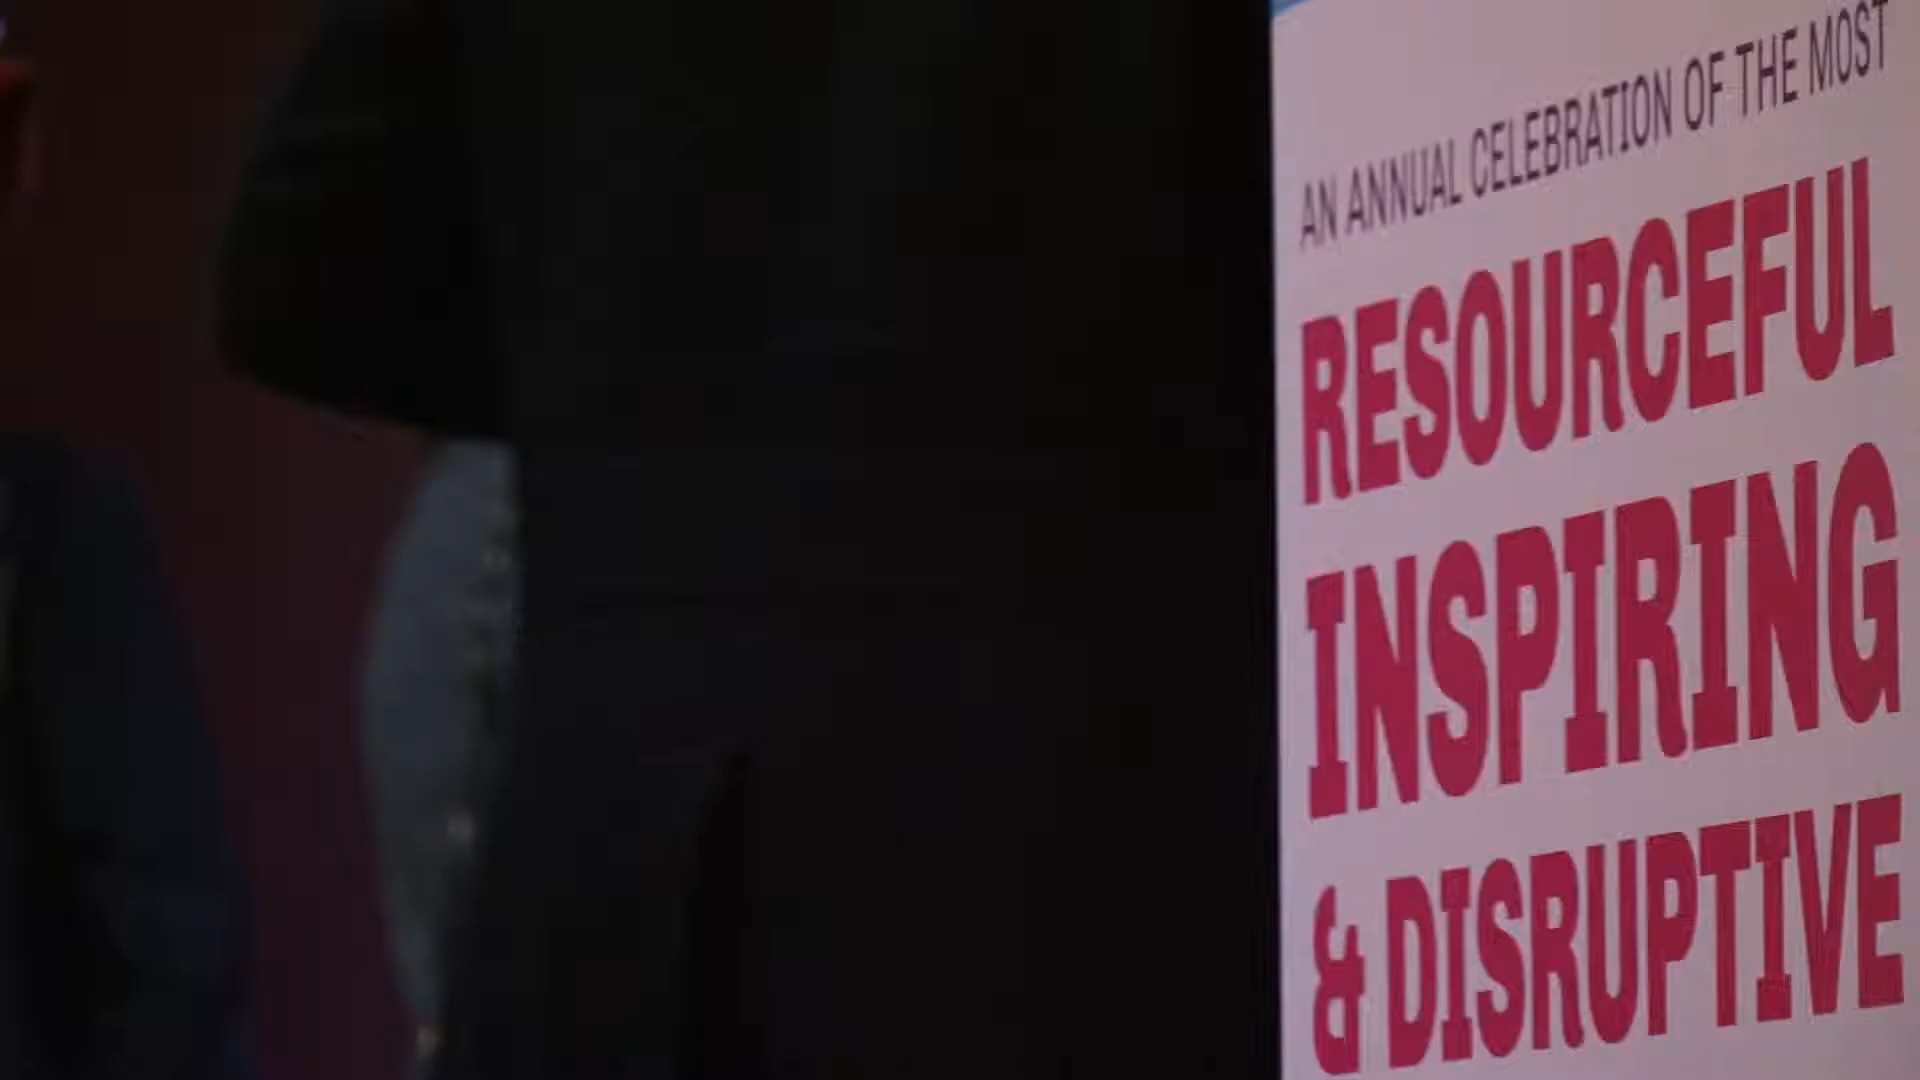 AN ANNUAL CELEBRATION OF THE MOST
RESOURCEFUL
INSPIRING
& DISRUPTIVE